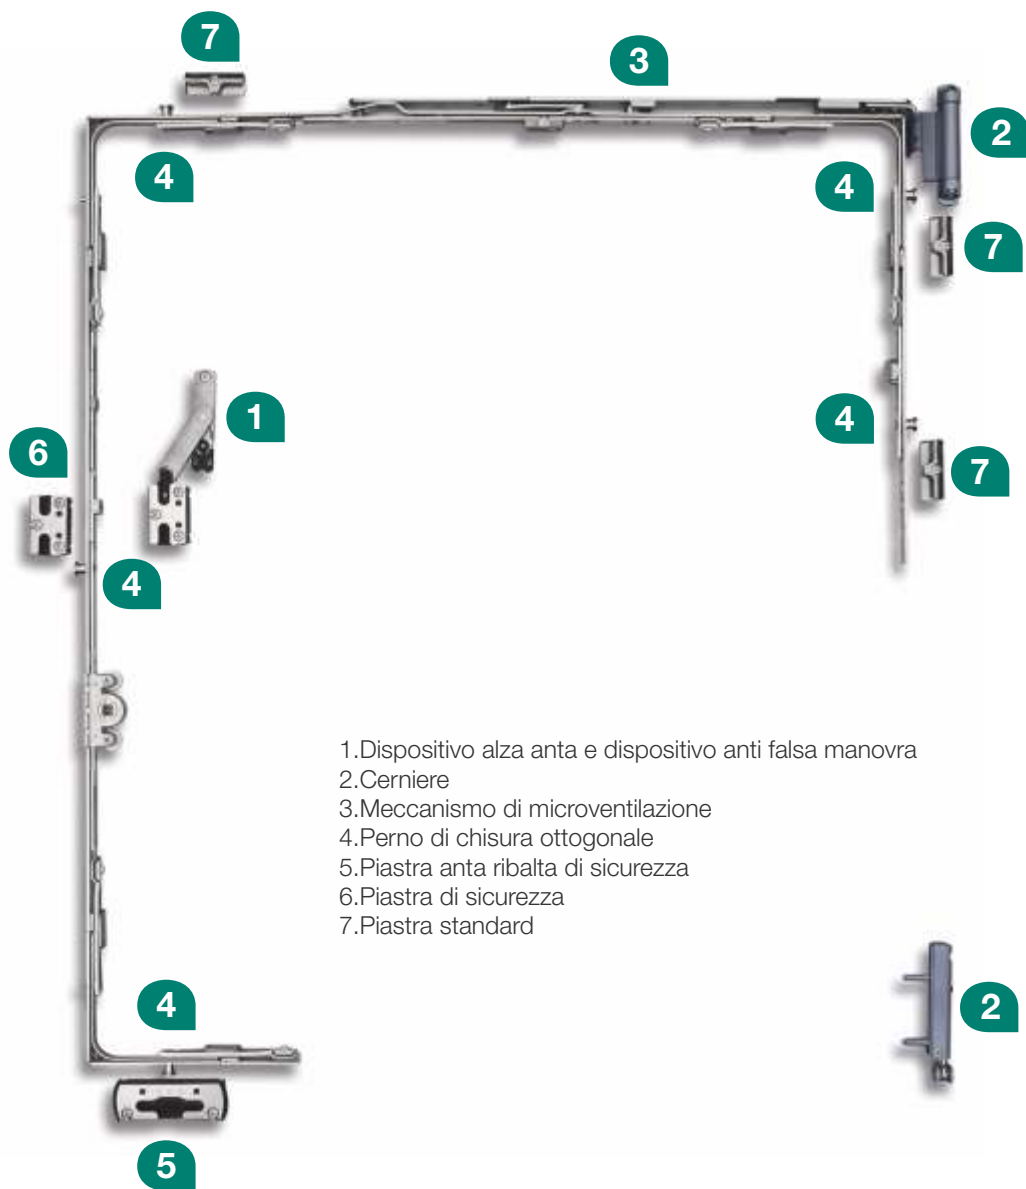 7
3
2
4
4
7
1
4
6
7
4
1.Dispositivo alza anta e dispositivo anti falsa manovra
2.Cerniere
3.Meccanismo di microventilazione
4.Perno di chisura ottogonale
5.Piastra anta ribalta di sicurezza
6.Piastra di sicurezza
7.Piastra standard
4
2
5